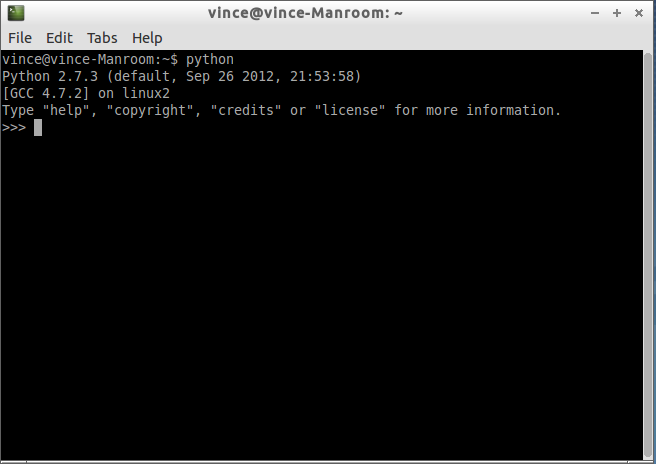 vince@vince-Manroom: ~
File Edit Tabs Help
vince@vince-Manroom:~$ python
Python 2.7.3 (default, Sep 26 2012, 21:53:58)
[GCC 4.7.2] on linux2
Type "help", "copyright", "credits" or "license" for more information.
>>>